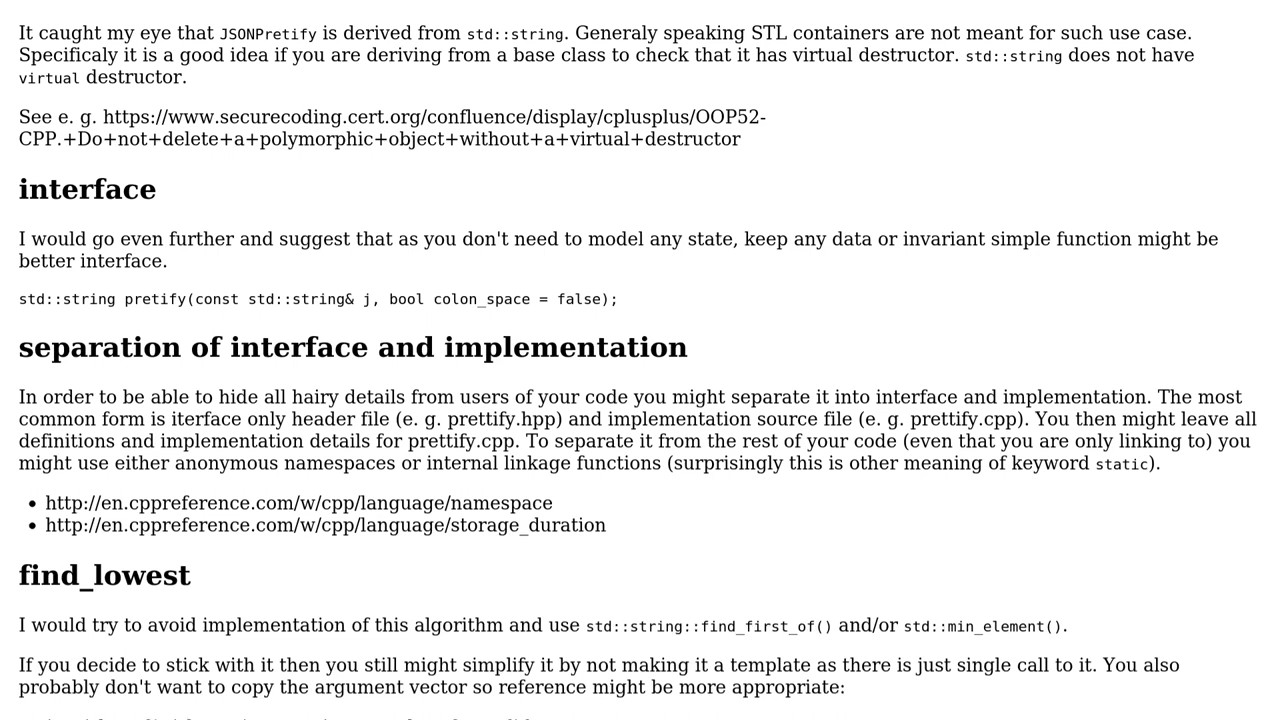 It caught my eye that JSONPretify is derived from std::string. Generaly speaking STL containers are not meant for such use case.
Specificaly it is a good idea if you are deriving from a base class to check that it has virtual destructor. std::string does not have
virtual destructor.
See e. g. https://www.securecoding.cert.org/confluence/display/cplusplus/OOP52-
CPP.+Do+not+delete+a+polymorphic+object+without+a+virtual+destructor
interface
I would go even further and suggest that as you don't need to model any state, keep any data or invariant simple function might be
better interface.
std::string pretify(const std::string& j, bool colon_space = false);
separation of interface and implementation
In order to be able to hide all hairy details from users of your code you might separate it into interface and implementation. The most
common form is iterface only header file (e. g. prettify.hpp) and implementation source file (e. g. prettify.cpp). You then might leave all
definitions and implementation details for prettify.cpp. To separate it from the rest of your code (even that you are only linking to) you
might use either anonymous namespaces or internal linkage functions (surprisingly this is other meaning of keyword static).
• http://en.cppreference.com/w/cpp/language/namespace
• http://en.cppreference.com/w/cpp/language/storage_duration
find_lowest
I would try to avoid implementation of this algorithm and use std::string::find_first_of() and/or std::min_element().
If you decide to stick with it then you still might simplify it by not making it a template as there is just single call to it. You also
probably don't want to copy the argument vector so reference might be more appropriate: